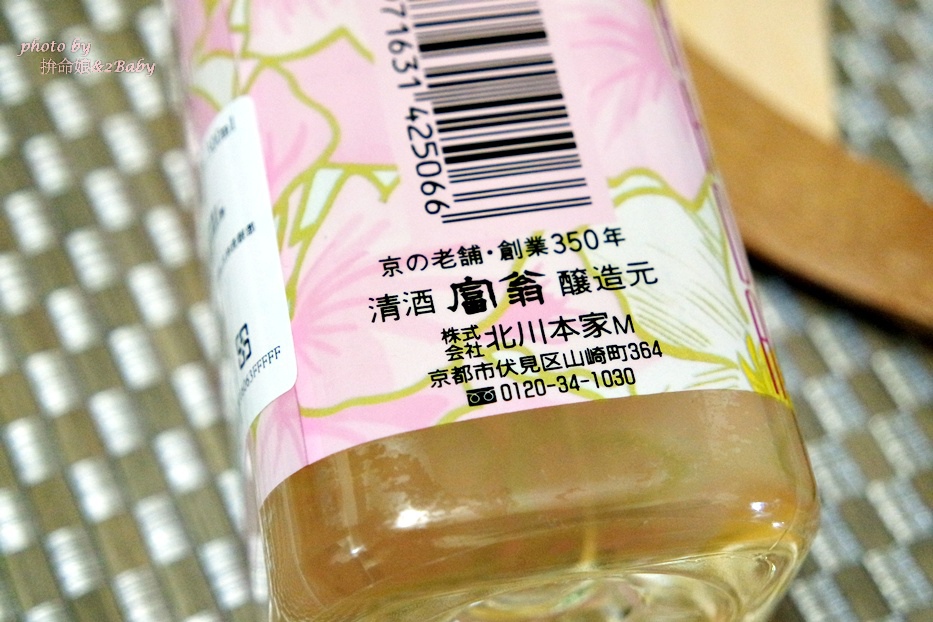 photo by
拚命娘&2Baby
71631 425066
京の老舗・創業350年
清酒 富翁 醸造元
株式会社 北川本家M
京都市伏見区山崎町364
0120-34-1030